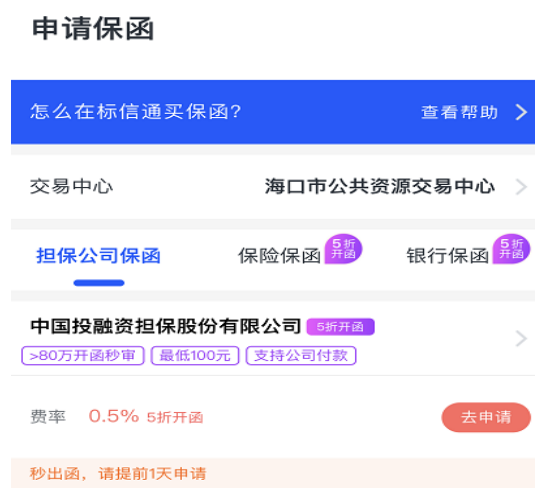 申请保函
怎么在标信通买保函? 查看帮助
交易中心 海口市公共资源交易中心
担保公司保函 保险保函 5折开函 银行保函 5折开函
中国投融资担保股份有限公司 5折开函
>80万开函秒审 最低100元 支持公司付款
费率 0.5% 5折开函 去申请
秒出函，请提前1天申请